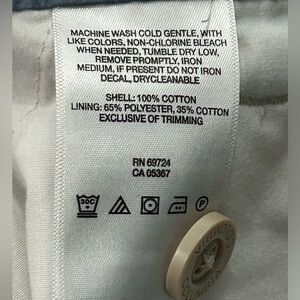 MACHINE WASH COLD GENTLE, WITH
LIKE COLORS, NON-CHLORINE BLEACH
WHEN NEEDED, TUMBLE DRY LOW,
REMOVE PROMPTLY, IRON
MEDIUM, IF PRESENT DO NOT IRON
DECAL, DRYCLEANABLE
SHELL: 100% COTTON
LINING: 65% POLYESTER, 35% COTTON
EXCLUSIVE OF TRIMMING
RN 69724
CA 05367
30C
P